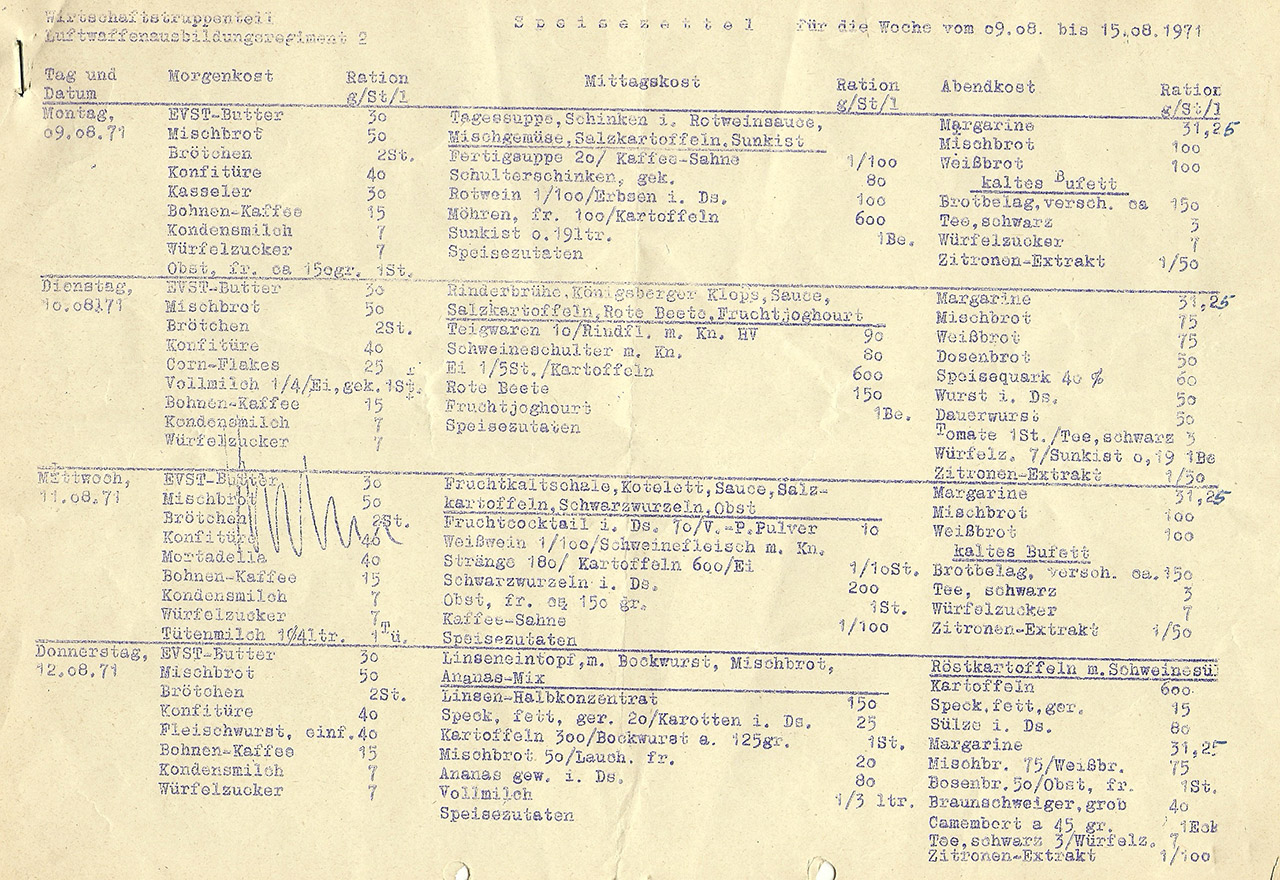 Wirtschaftstruppenteil
Luftwaffenausbildungsregiment 2
Speisezettel für die Woche vom 09.08. bis 15.08.1971
Tag und Datum
Morgenkost
Ration g/St/l
Mittagskost
Ration g/St/l
Abendkost
Ration g/St/l
Montag,
09.08.71
EVST-Butter 30
Mischbrot 50
Brötchen 2St.
Konfitüre 40
Kasseler 30
Bohnen-Kaffee 15
Kondensmilch 7
Würfelzucker 7
Obst, fr. ca 150gr. 1St.
Tagessuppe,Schinken i. Rotweinsauce,
Mischgemüse,Salzkartoffeln,Sunkist
Fertigsuppe 20/ Kaffee-Sahne 1/100
Schulterschinken, gek. 80
Rotwein 1/100/Erbsen i. Ds. 100
Möhren, fr. 100/Kartoffeln 600
Sunkist 0.19ltr. 1Be.
Speisezutaten
Margarine 31,25
Mischbrot 100
Weißbrot 100
kaltes Bufett
Brotbelag,versch. ca 150
Tee,schwarz 3
Würfelzucker 7
Zitronen-Extrakt 1/50
Dienstag,
10.08171
EVST-Butter 30
Mischbrot 50
Brötchen 2St.
Konfitüre 40
Corn-Flakes 25
Vollmilch 1/4/Ei,gek.1St.
Bohnen-Kaffee 15
Kondensmilch 7
Würfelzucker 7
Rinderbrühe,Königsberger Klops,Sauce,
Salzkartoffeln,Rote Beete,Fruchtjoghourt
Teigwaren 10/Rindfl. m. Kn. HV 90
Schweineschulter m. Kn. 80
Ei 1/5St./Kartoffeln 600
Rote Beete 150
Fruchtjoghourt 1Be.
Speisezutaten
Margarine 31,25
Mischbrot 75
Weißbrot 75
Dosenbrot 50
Speisequark 40 % 60
Wurst i. Ds. 50
Dauerwurst 50
Tomate 1St./Tee,schwarz 3
Würfelz. 7/Sunkist 0,19 1Be
Zitronen-Extrakt 1/50
Mittwoch,
11.08.71
EVST-Butter 30
Mischbrot 50
Brötchen 2St.
Konfitüre 40
Mortadella 40
Bohnen-Kaffee 15
Kondensmilch 7
Würfelzucker 7
Tütenmilch 1/4ltr. 1Tü.
Fruchtkaltschale,Kotelett,Sauce,Salz-
kartoffeln,Schwarzwurzeln,Obst
Fruchtcocktail i. Ds. 70/V.-P.Pulver 10
Weißwein 1/100/Schweinefleisch m. Kn.
Stränge 180/ Kartoffeln 600/Ei 1/10St.
Schwarzwurzeln i. Ds. 200
Obst, fr. ca 150 gr. 1St.
Kaffee-Sahne 1/100
Speisezutaten
Margarine 31,25
Mischbrot 100
Weißbrot 100
kaltes Bufett
Brotbelag, versch. ca.150
Tee, schwarz 3
Würfelzucker 7
Zitronen-Extrakt 1/50
Donnerstag,
12.08.71
EVST-Butter 30
Mischbrot 50
Brötchen 2St.
Konfitüre 40
Fleischwurst, einf.40
Bohnen-Kaffee 15
Kondensmilch 7
Würfelzucker 7
Linseneintopf,m. Bockwurst, Mischbrot,
Ananas-Mix
Linsen-Halbkonzentrat 150
Speck, fett, ger. 20/Karotten i. Ds. 25
Kartoffeln 300/Bockwurst a. 125gr. 1St.
Mischbrot 50/Lauch. fr. 20
Ananas gew. i. Ds. 80
Vollmilch 1/3 ltr.
Speisezutaten
Röstkartoffeln m.Schweinesül
Kartoffeln 600
Speck,fett,ger. 15
Sülze i. Ds. 80
Margarine 31,25
Mischbr. 75/Weißbr. 75
Dosenbr.50/Obst, fr. 1St.
Braunschweiger,grob 40
Camembert a 45 gr. 1Eck
Tee,schwarz 3/Würfelz. 7
Zitronen-Extrakt 1/100